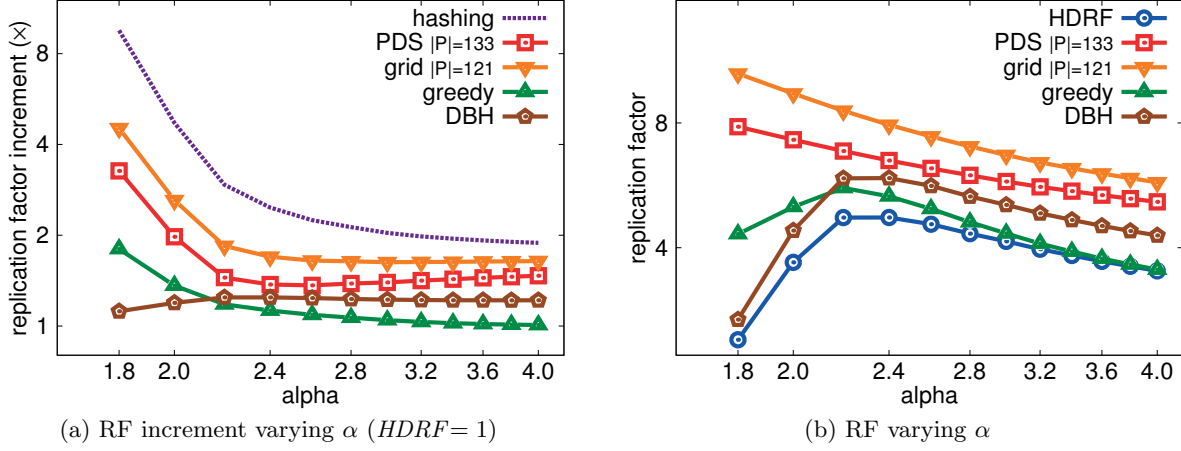 replication factor increment (×)
8
4
2
1
hashing
PDS |P|=133
grid |P|=121
greedy
DBH
1.8 2.0 2.4 2.8 3.2 3.6 4.0
alpha
(a) RF increment varying α (HDRF = 1)
replication factor
8
4
HDRF
PDS |P|=133
grid |P|=121
greedy
DBH
1.8 2.0 2.4 2.8 3.2 3.6 4.0
alpha
(b) RF varying α